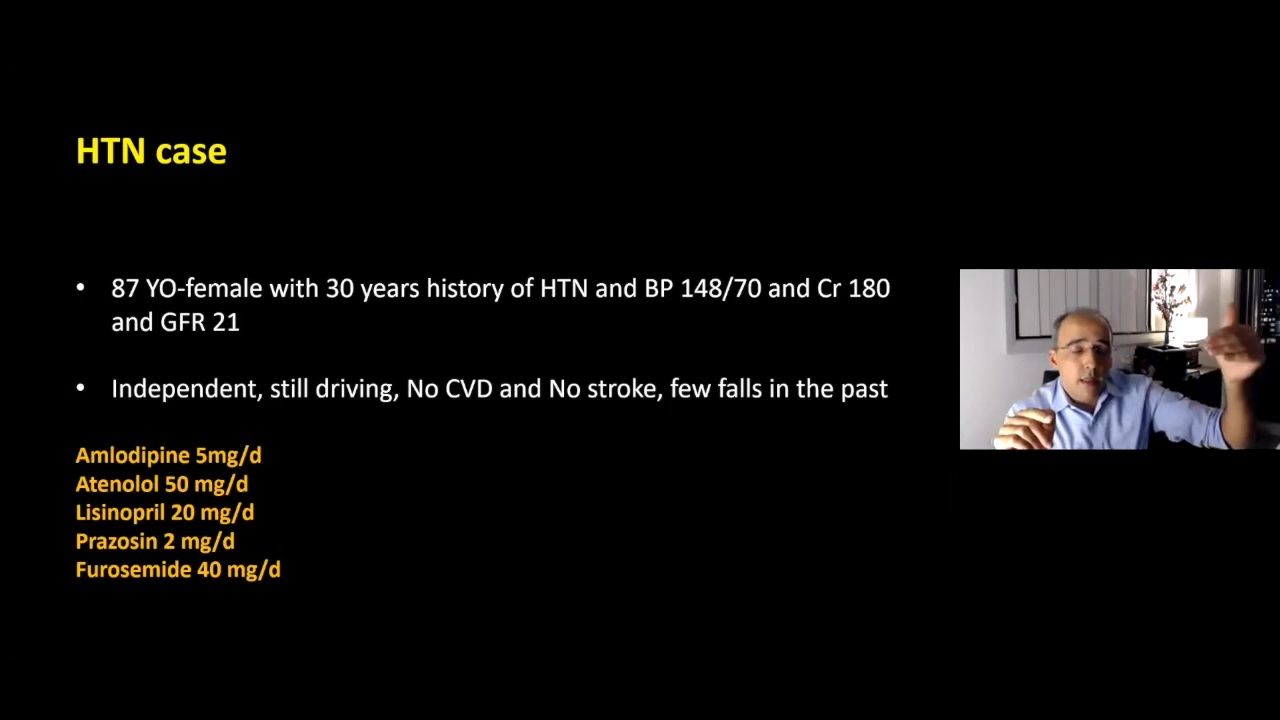 HTN case
• 87 YO-female with 30 years history of HTN and BP 148/70 and Cr 180
and GFR 21
• Independent, still driving, No CVD and No stroke, few falls in the past
Amlodipine 5mg/d
Atenolol 50 mg/d
Lisinopril 20 mg/d
Prazosin 2 mg/d
Furosemide 40 mg/d